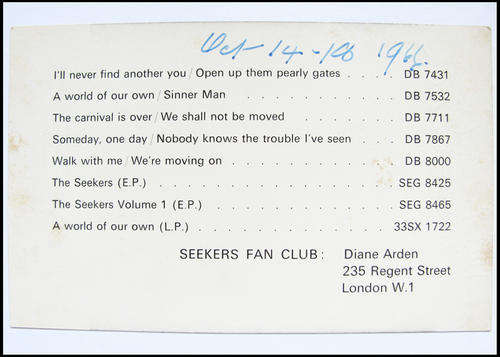 Oct 14 - 1966
I'll never find another you / Open up them pearly gates . . . DB 7431
A world of our own / Sinner Man . . . . . . . . . . DB 7532
The carnival is over / We shall not be moved . . . . . . . DB 7711
Someday, one day / Nobody knows the trouble I've seen . . . DB 7867
Walk with me / We're moving on . . . . . . . . . . DB 8000
The Seekers (E.P.) . . . . . . . . . . . . . . SEG 8425
The Seekers Volume 1 (E.P.) . . . . . . . . . . . SEG 8465
A world of our own (L.P.) . . . . . . . . . . . 33SX 1722
SEEKERS FAN CLUB: Diane Arden
235 Regent Street
London W.1